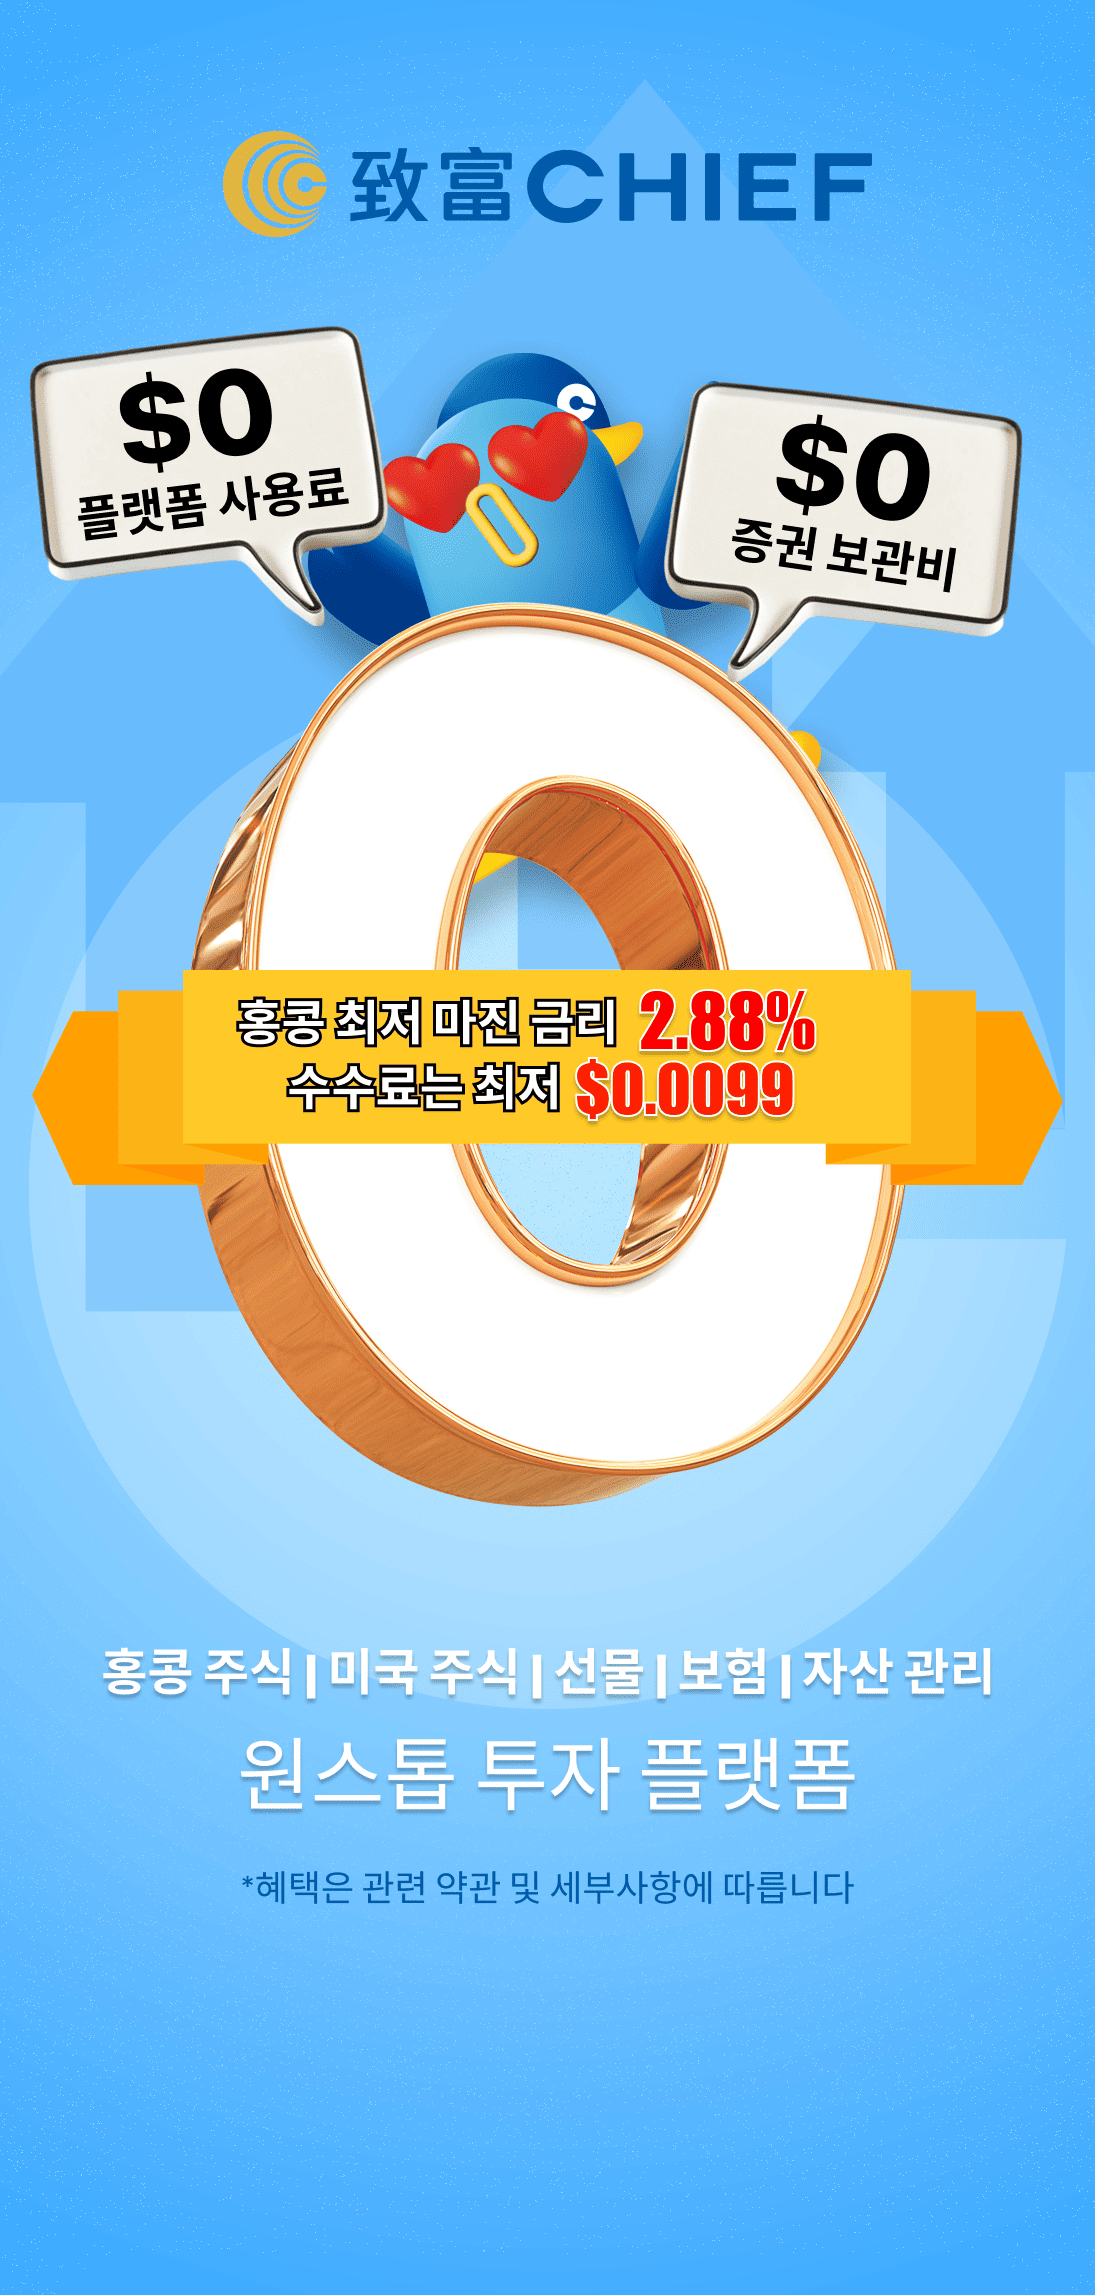 致富CHIEF
$0
플랫폼 사용료
$0
증권 보관비
홍콩 최저 마진 금리 2.88%
수수료는 최저 $0.0099
홍콩 주식 | 미국 주식 | 선물 | 보험 | 자산 관리
원스톱 투자 플랫폼
*혜택은 관련 약관 및 세부사항에 따릅니다